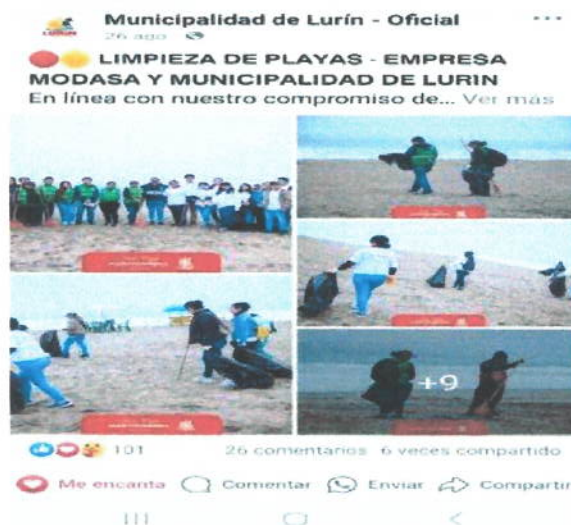 Municipalidad de Lurín - Oficial
26 ago
LIMPIEZA DE PLAYAS - EMPRESA
MODASA Y MUNICIPALIDAD DE LURIN
En línea con nuestro compromiso de... Ver más
+9
101
26 comentarios 6 veces compartido
Me encanta Comentar Enviar Compartir